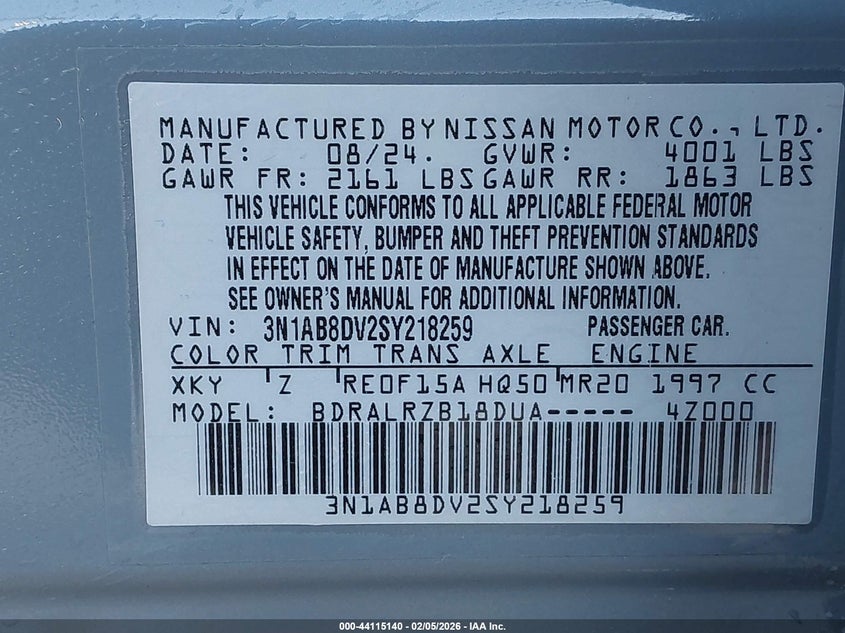 MANUFACTURED BY NISSAN MOTOR CO., LTD.
DATE: 08/24. GVWR: 4001 LBS
GAWR FR: 2161 LBS GAWR RR: 1863 LBS
THIS VEHICLE CONFORMS TO ALL APPLICABLE FEDERAL MOTOR
VEHICLE SAFETY, BUMPER AND THEFT PREVENTION STANDARDS
IN EFFECT ON THE DATE OF MANUFACTURE SHOWN ABOVE.
SEE OWNER'S MANUAL FOR ADDITIONAL INFORMATION.
VIN: 3N1AB8DV2SY218259 PASSENGER CAR.
COLOR TRIM TRANS AXLE ENGINE
XKY Z RE0F15A HQ50 MR20 1997 CC
MODEL: BDRALRZB18DUA----- 4Z000
3N1AB8DV2SY218259
000-44115140 - 02/05/2026 - IAA Inc.